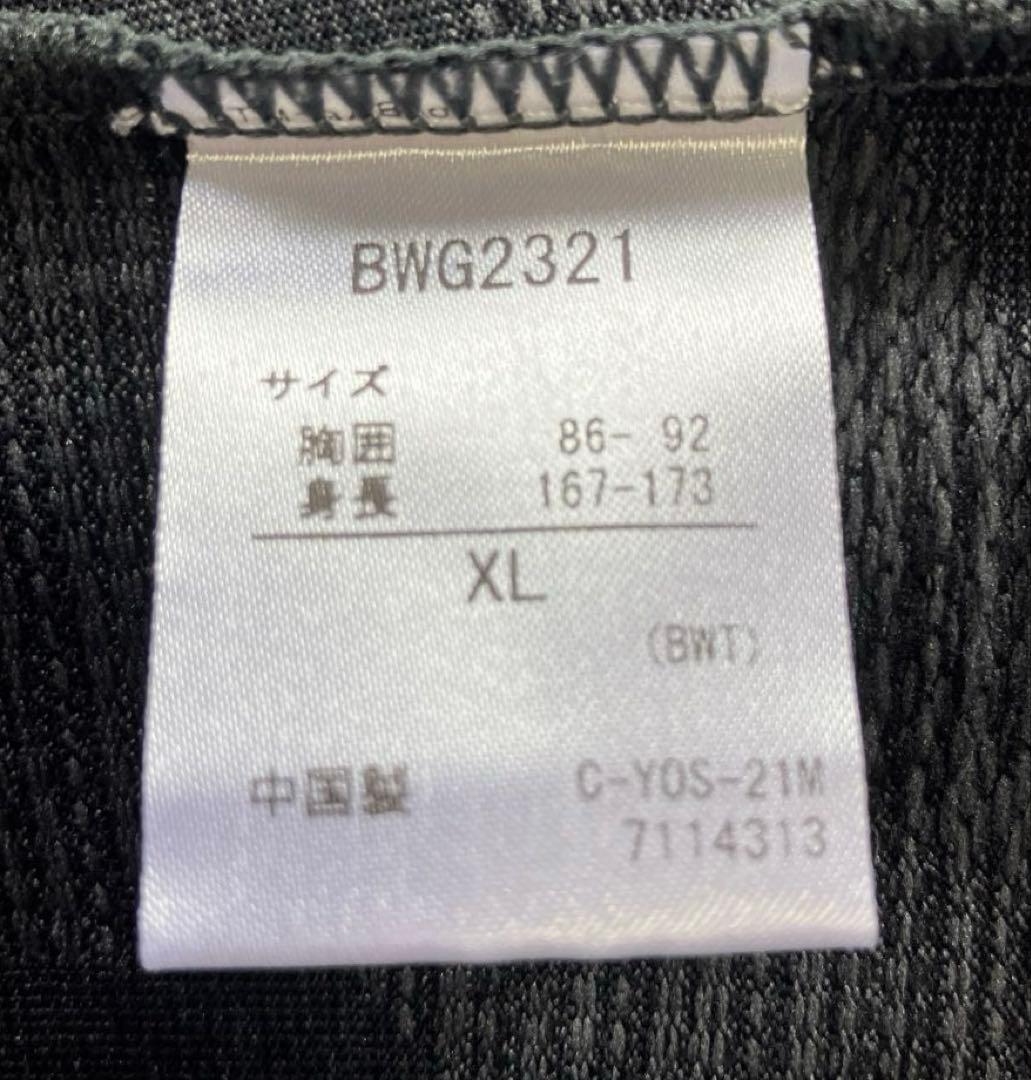 BWG2321
サイズ
胸囲 86- 92
身長 167-173
XL
(BWT)
中国製 C-YOS-21M
7114313